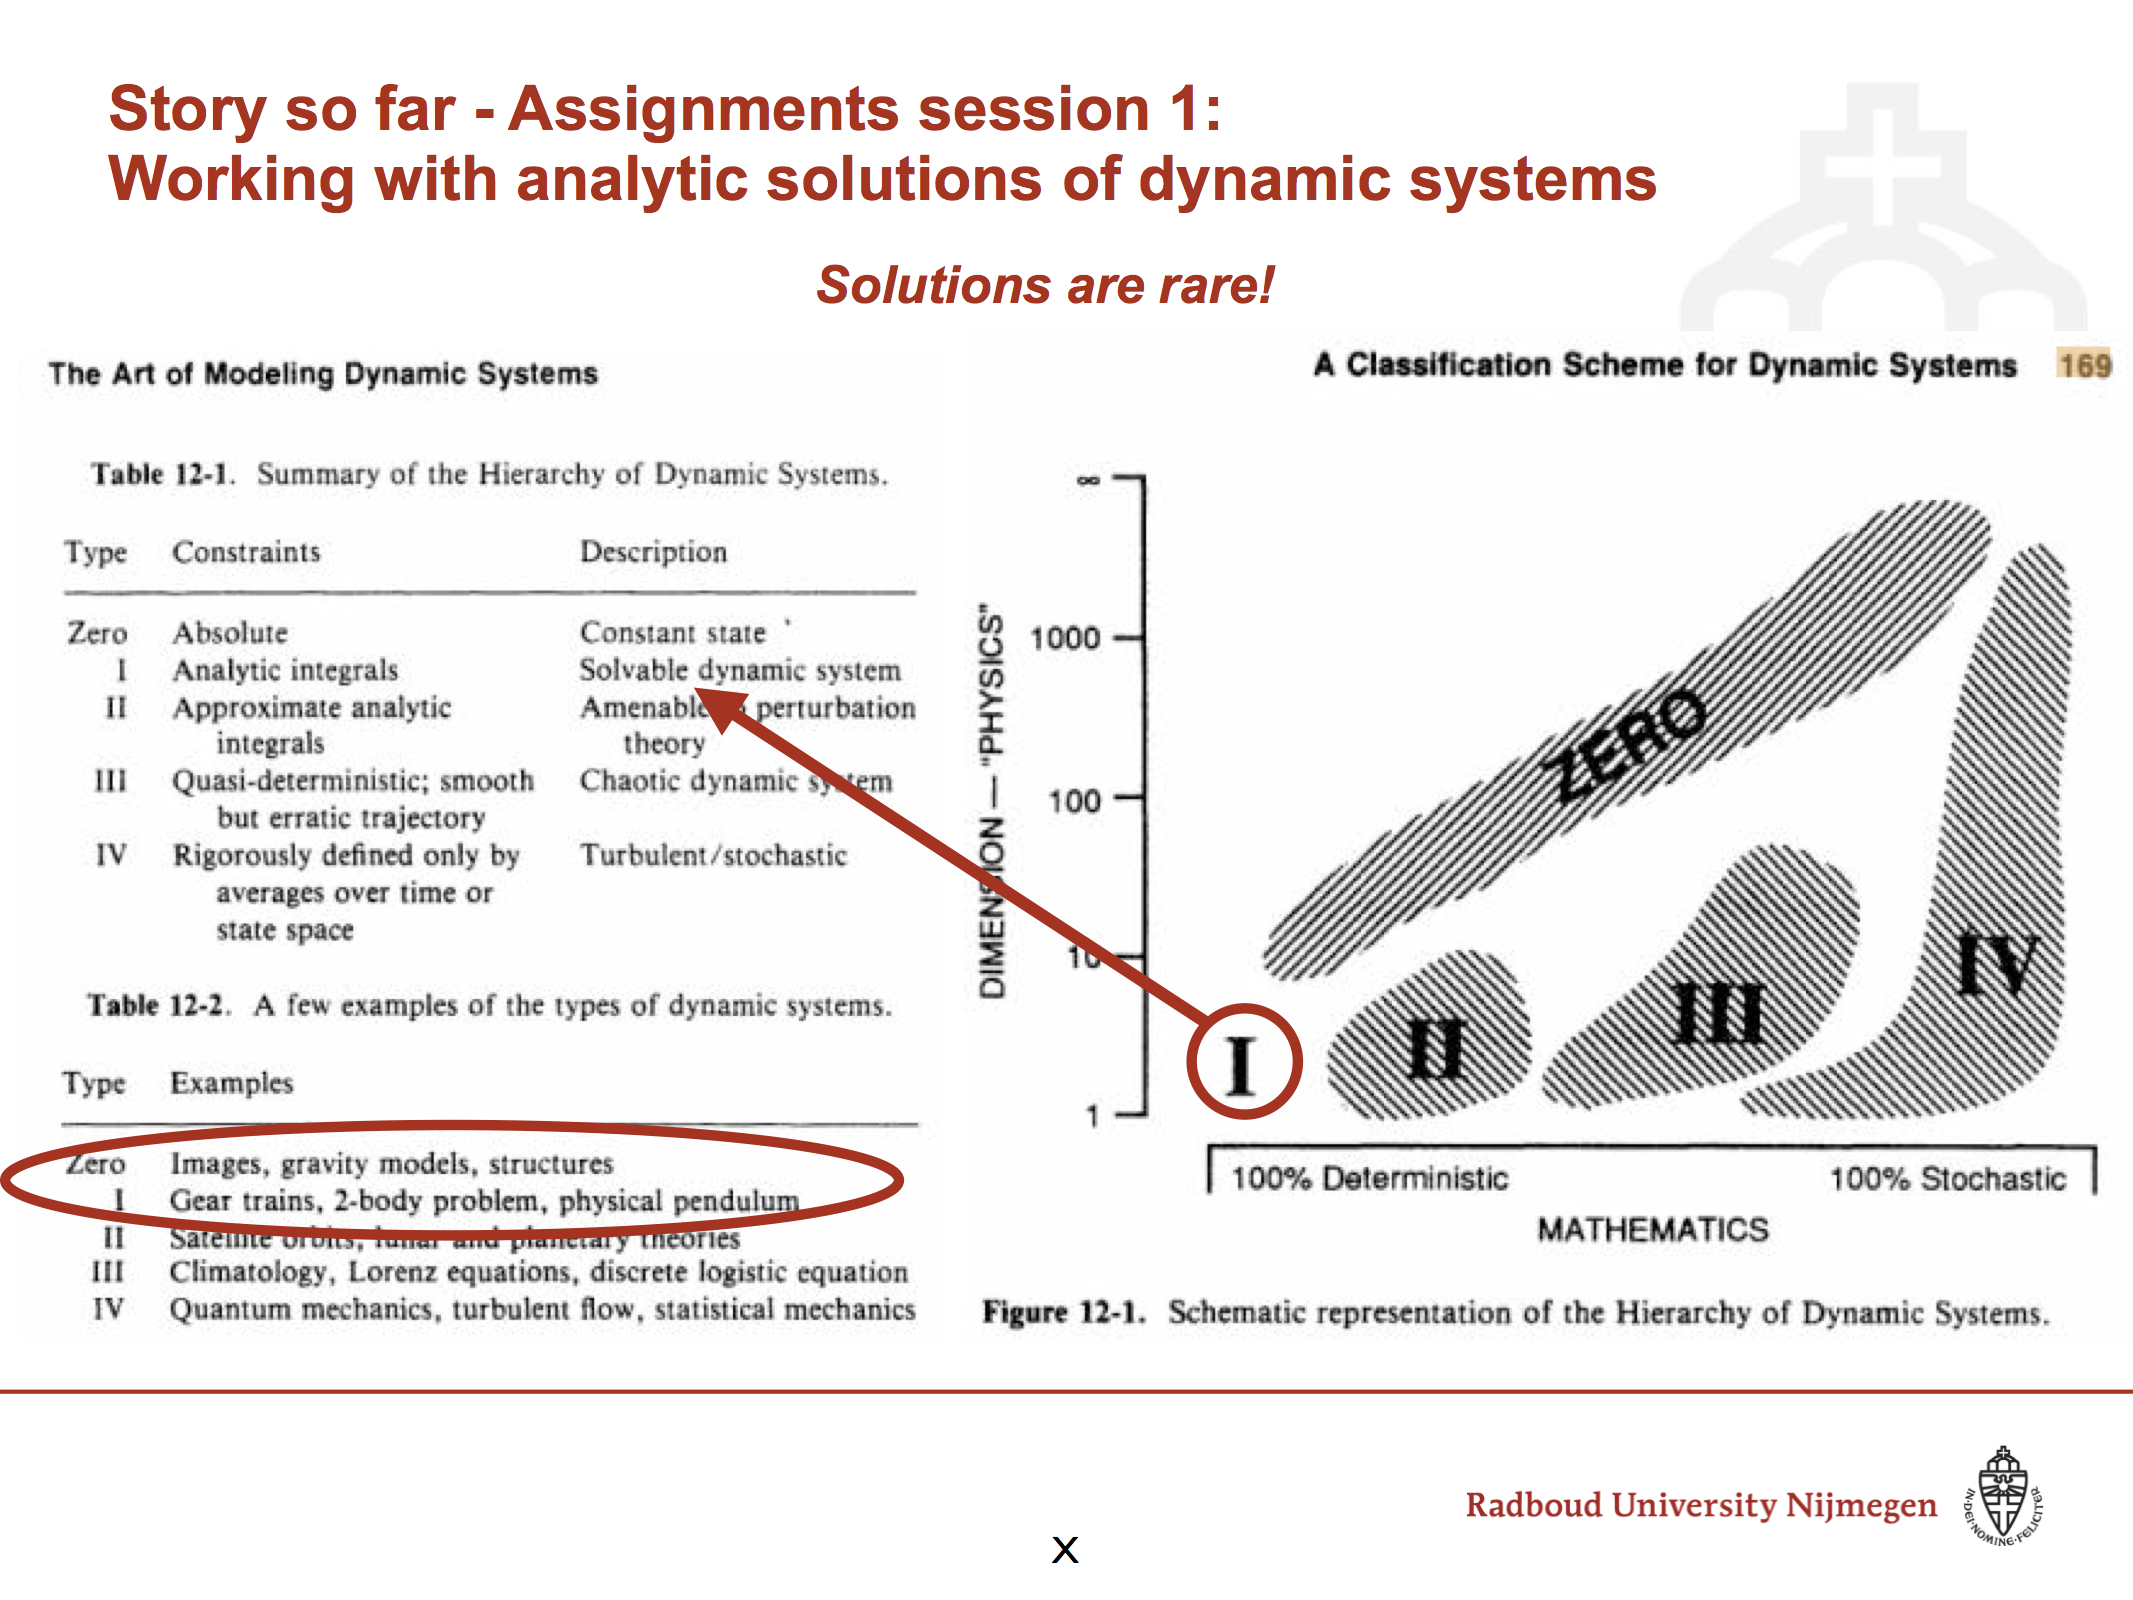 Story so far - Assignments session 1:
Working with analytic solutions of dynamic systems
Solutions are rare!
The Art of Modeling Dynamic Systems
Table 12-1. Summary of the Hierarchy of Dynamic Systems.
Type Constraints Description
Zero Absolute Constant state
I Analytic integrals Solvable dynamic system
II Approximate analytic Amenable perturbation
integrals theory
III Quasi-deterministic; smooth Chaotic dynamic system
but erratic trajectory
IV Rigorously defined only by Turbulent/stochastic
averages over time or
state space
Table 12-2. A few examples of the types of dynamic systems.
Type Examples
Zero Images, gravity models, structures
I Gear trains, 2-body problem, physical pendulum
II Satellite orbits, lunar and planetary theories
III Climatology, Lorenz equations, discrete logistic equation
IV Quantum mechanics, turbulent flow, statistical mechanics
A Classification Scheme for Dynamic Systems 169
DIMENSION — "PHYSICS"
∞
1000
100
10
1
ZERO
I
II
III
IV
100% Deterministic 100% Stochastic
MATHEMATICS
Figure 12-1. Schematic representation of the Hierarchy of Dynamic Systems.
Radboud University Nijmegen
IN·DEI·NOMINE·FELICITER
x